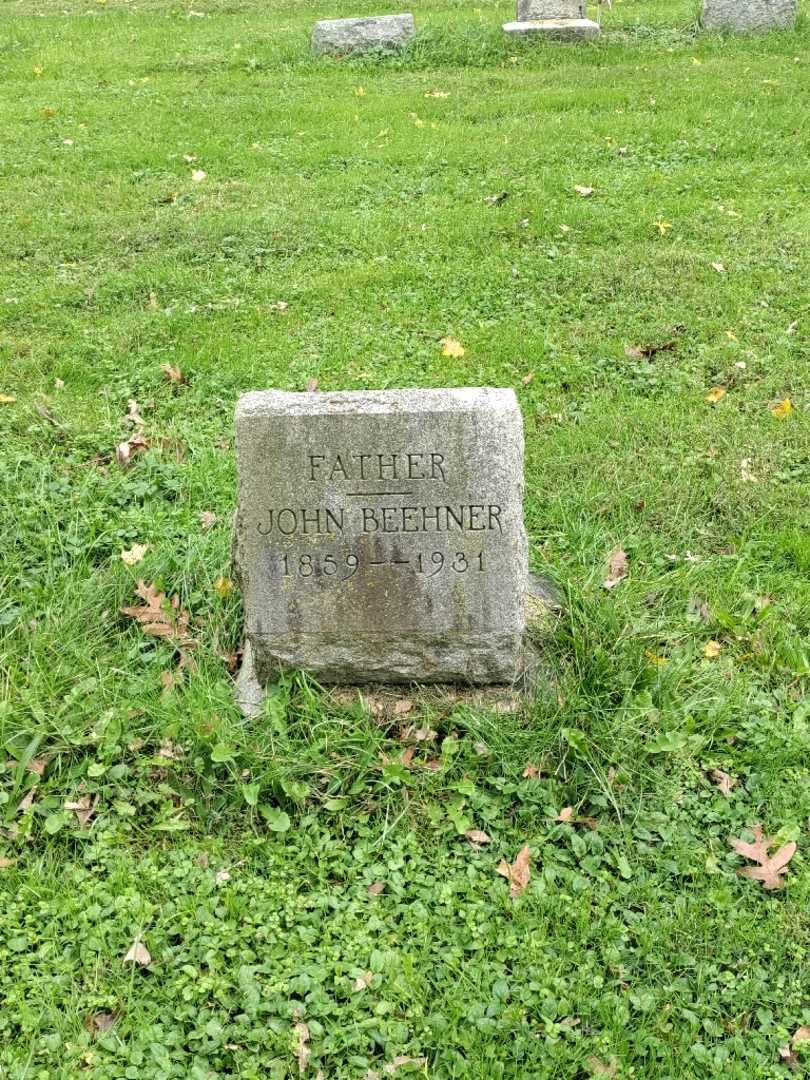 FATHER
JOHN BEEHNER
1859--1931